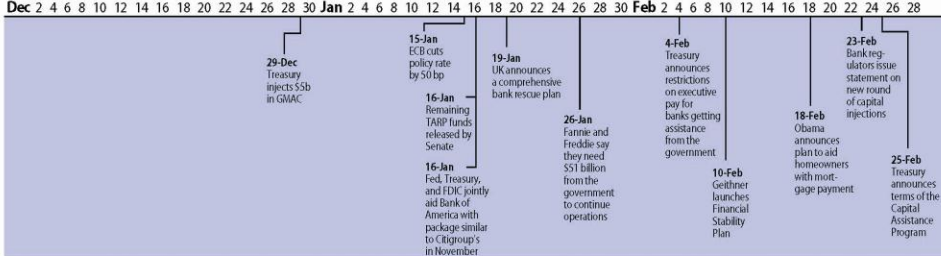 Dec 2 4 6 8 10 12 14 16 18 20 22 24 26 28 30 Jan 2 4 6 8 10 12 14 16 18 20 22 24 26 28 30 Feb 2 4 6 8 10 12 14 16 18 20 22 24 26 28
29-Dec
Treasury
injects $5b
in GMAC
15-Jan
ECB cuts
policy rate
by 50 bp
16-Jan
Remaining
TARP funds
released by
Senate
16-Jan
Fed, Treasury,
and FDIC jointly
aid Bank of
America with
package similar
to Citigroup's
in November
19-Jan
UK announces
a comprehensive
bank rescue plan
26-Jan
Fannie and
Freddie say
they need
$51 billion
from the
government
to continue
operations
4-Feb
Treasury
announces
restrictions
on executive
pay for
banks getting
assistance
from the
government
10-Feb
Geithner
launches
Financial
Stability
Plan
18-Feb
Obama
announces
plan to aid
homeowners
with mort-
gage payment
23-Feb
Bank reg-
ulators issue
statement on
new round
of capital
injections
25-Feb
Treasury
announces
terms of the
Capital
Assistance
Program